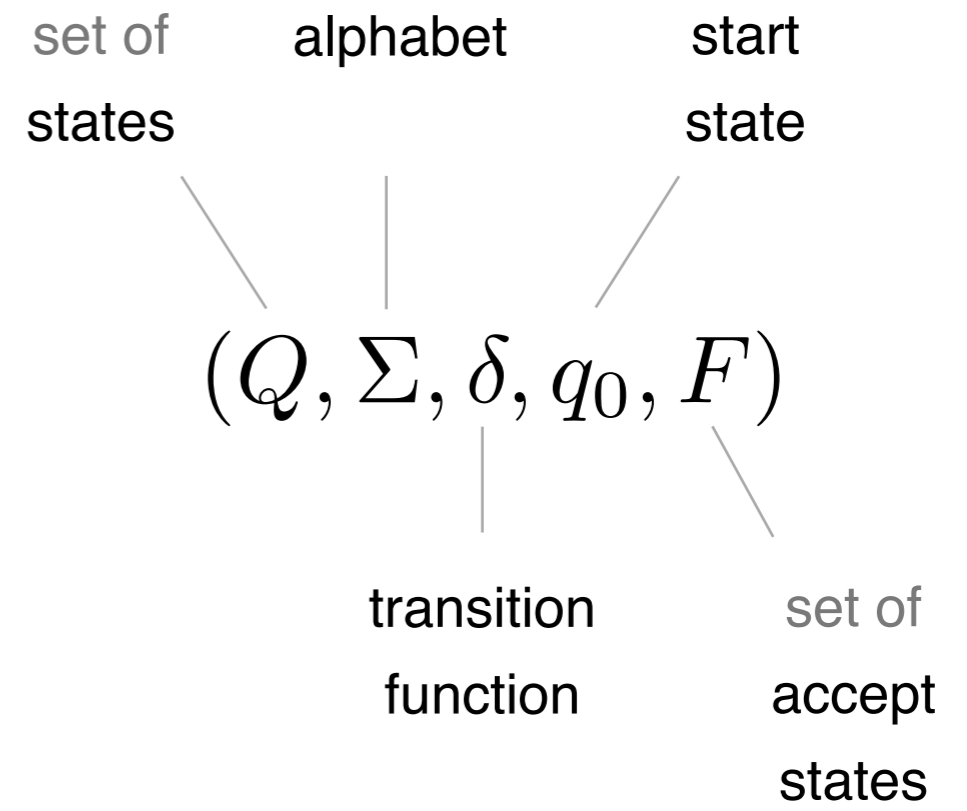 set of
states
alphabet
start
state
(Q, Σ, δ, q₀, F)
transition
function
set of
accept
states